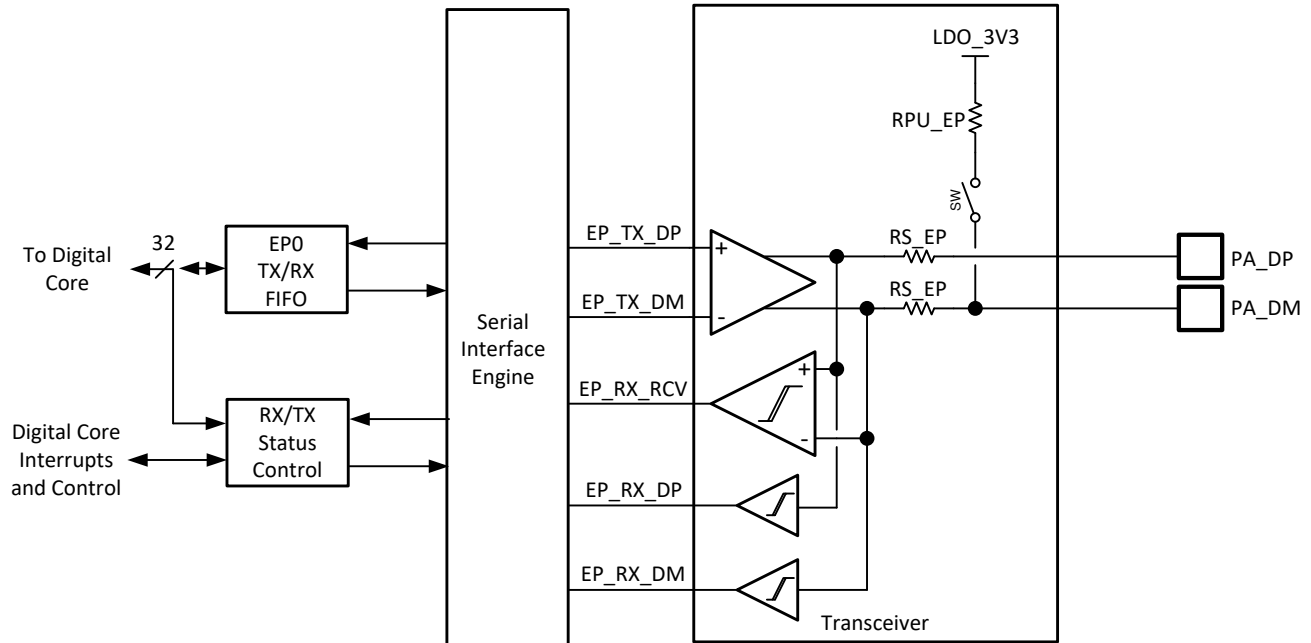 LDO_3V3
RPU_EP
SW
To Digital
Core
32
EP0
TX/RX
FIFO
EP_TX_DP
+
RS_EP
PA_DP
EP_TX_DM
-
RS_EP
PA_DM
Serial
Interface
Engine
EP_RX_RCV
+
-
RX/TX
Status
Control
Digital Core
Interrupts
and Control
EP_RX_DP
EP_RX_DM
Transceiver